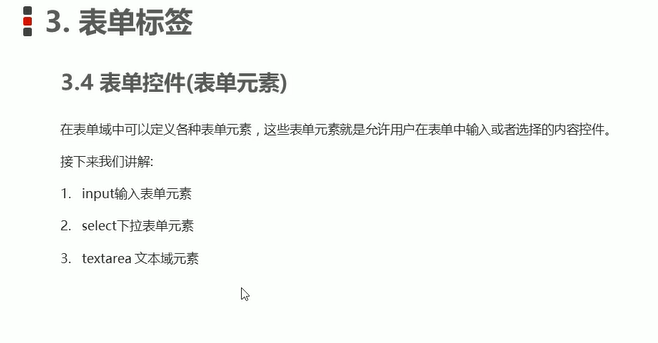 3. 表单标签
3.4 表单控件(表单元素)
在表单域中可以定义各种表单元素，这些表单元素就是允许用户在表单中输入或者选择的内容控件。
接下来我们讲解:
1. input输入表单元素
2. select下拉表单元素
3. textarea 文本域元素